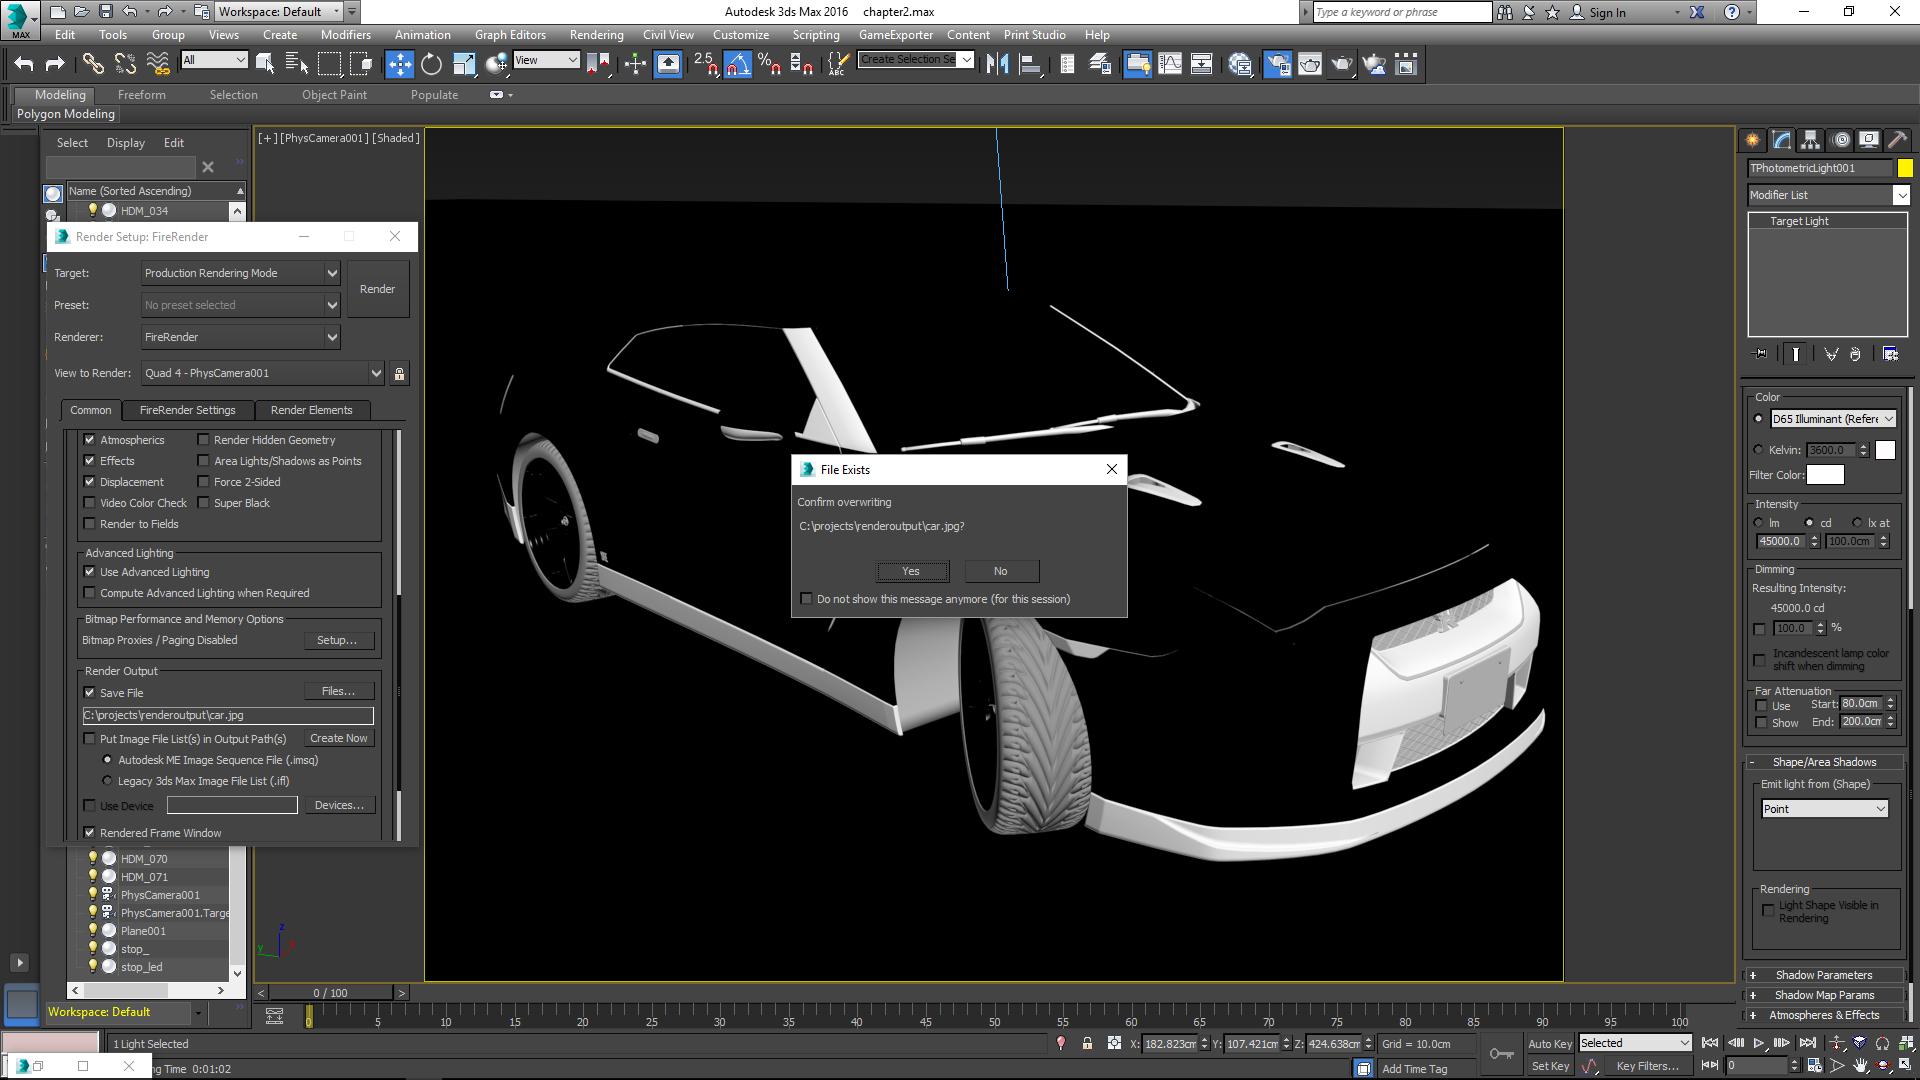 Workspace: Default
Autodesk 3ds Max 2016 chapter2.max
Type a keyword or phrase
Sign In
MAX
Edit Tools Group Views Create Modifiers Animation Graph Editors Rendering Civil View Customize Scripting GameExporter Content Print Studio Help
All
View
2.5
ABC
Create Selection Se
Modeling Freeform Selection Object Paint Populate
Polygon Modeling
Select Display Edit
Name (Sorted Ascending)
HDM_034
[+] [PhysCamera001] [Shaded]
Render Setup: FireRender
Target: Production Rendering Mode
Render
Preset: No preset selected
Renderer: FireRender
View to Render: Quad 4 - PhysCamera001
Common FireRender Settings Render Elements
Atmospherics Render Hidden Geometry
Effects Area Lights/Shadows as Points
Displacement Force 2-Sided
Video Color Check Super Black
Render to Fields
Advanced Lighting
Use Advanced Lighting
Compute Advanced Lighting when Required
Bitmap Performance and Memory Options
Bitmap Proxies / Paging Disabled Setup...
Render Output
Save File Files...
C:\projects\renderoutput\car.jpg
Put Image File List(s) in Output Path(s) Create Now
Autodesk ME Image Sequence File (.imsq)
Legacy 3ds Max Image File List (.ifl)
Use Device Devices...
Rendered Frame Window
HDM_070
HDM_071
PhysCamera001
PhysCamera001.Targe
Plane001
stop_
stop_led
Workspace: Default
File Exists
Confirm overwriting
C:\projects\renderoutput\car.jpg?
Yes No
Do not show this message anymore (for this session)
z
y
TPhotometricLight001
Modifier List
Target Light
Color
D65 Illuminant (Refere
Kelvin: 3600.0
Filter Color:
Intensity
lm cd lx at
45000.0 100.0cm
Dimming
Resulting Intensity:
45000.0 cd
100.0 %
Incandescent lamp color
shift when dimming
Far Attenuation
Use Start: 80.0cm
Show End: 200.0cm
- Shape/Area Shadows
Emit light from (Shape)
Point
Rendering
Light Shape Visible in
Rendering
+ Shadow Parameters
+ Shadow Map Params
+ Atmospheres & Effects
< 0 / 100 >
0 5 10 15 20 25 30 35 40 45 50 55 60 65 70 75 80 85 90 95 100
1 Light Selected
X: 182.823cm Y: 107.421cm Z: 424.638cm Grid = 10.0cm
Auto Key Selected
Time 0:01:02
Add Time Tag
Set Key Key Filters...
0